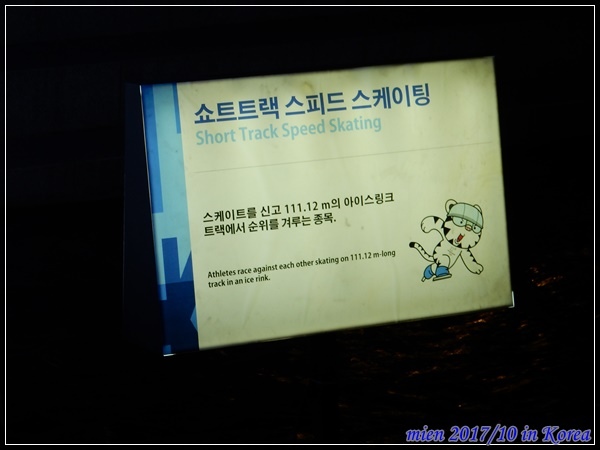 쇼트트랙 스피드 스케이팅
Short Track Speed Skating
스케이트를 신고 111.12 m의 아이스링크
트랙에서 순위를 겨루는 종목.
Athletes race against each other skating on 111.12 m-long
track in an ice rink.
mien 2017/10 in Korea